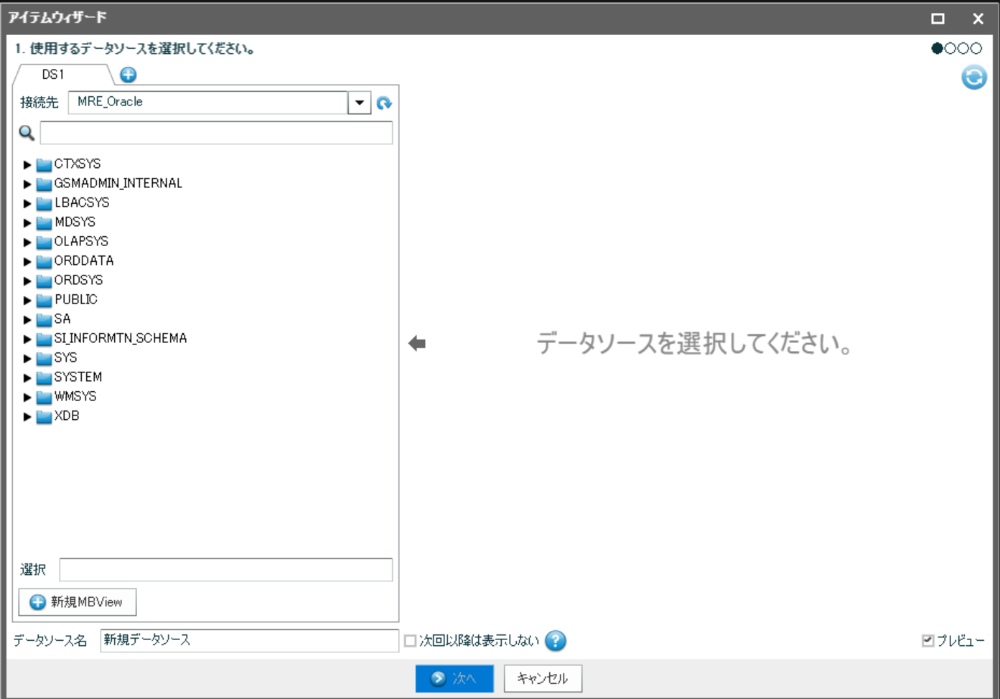 アイテムウィザード
1. 使用するデータソースを選択してください。
DS1
接続先 MRE_Oracle
CTXSYS
GSMADMIN_INTERNAL
LBACSYS
MDSYS
OLAPSYS
ORDDATA
ORDSYS
PUBLIC
SA
SI_INFORMTN_SCHEMA
SYS
SYSTEM
WMSYS
XDB
データソースを選択してください。
選択
新規MBView
データソース名 新規データソース 次回以降は表示しない ? プレビュー
次へ キャンセル